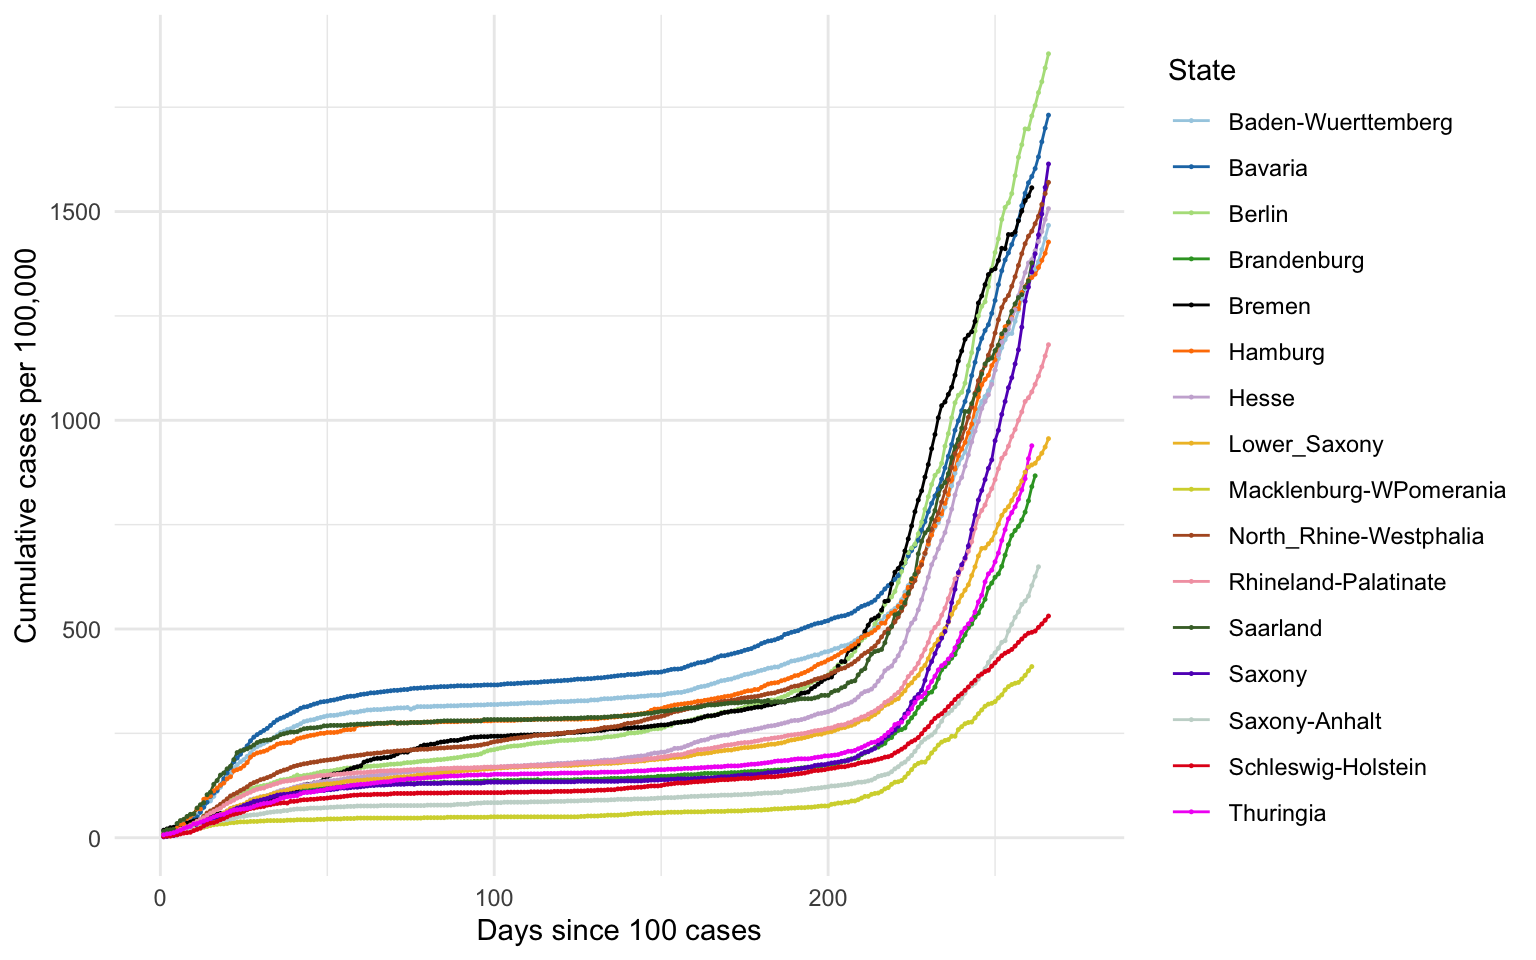 State
Baden-Wuerttemberg
Bavaria
Berlin
Brandenburg
Bremen
Hamburg
Hesse
Lower_Saxony
Macklenburg-WPomerania
North_Rhine-Westphalia
Rhineland-Palatinate
Saarland
Saxony
Saxony-Anhalt
Schleswig-Holstein
Thuringia
Cumulative cases per 100,000
1500
1000
500
0
0 100 200
Days since 100 cases